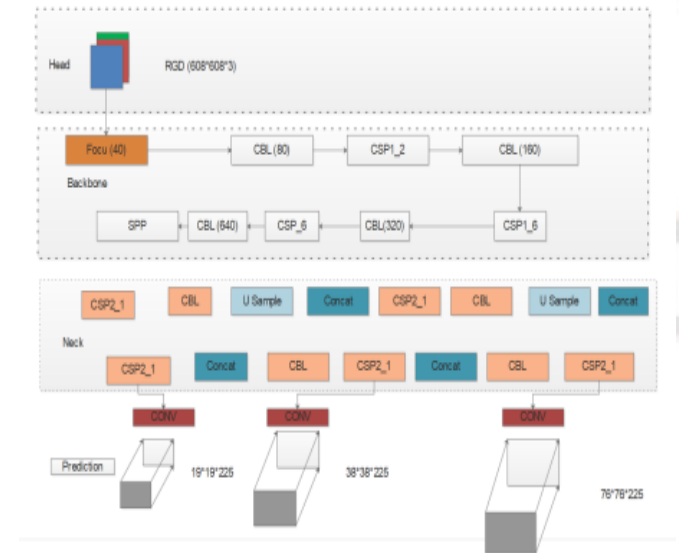 Head
RGD (608*608*3)
Focu (40)
CBL (80)
CSP1_2
CBL (160)
Backbone
SPP
CBL (640)
CSP_6
CBL(320)
CSP1_6
CSP2_1
CBL
U Sample
Concat
CSP2_1
CBL
U Sample
Concat
Neck
CSP2_1
Concat
CBL
CSP2_1
Concat
CBL
CSP2_1
CONV
CONV
CONV
Prediction
19*19*225
38*38*225
76*76*225